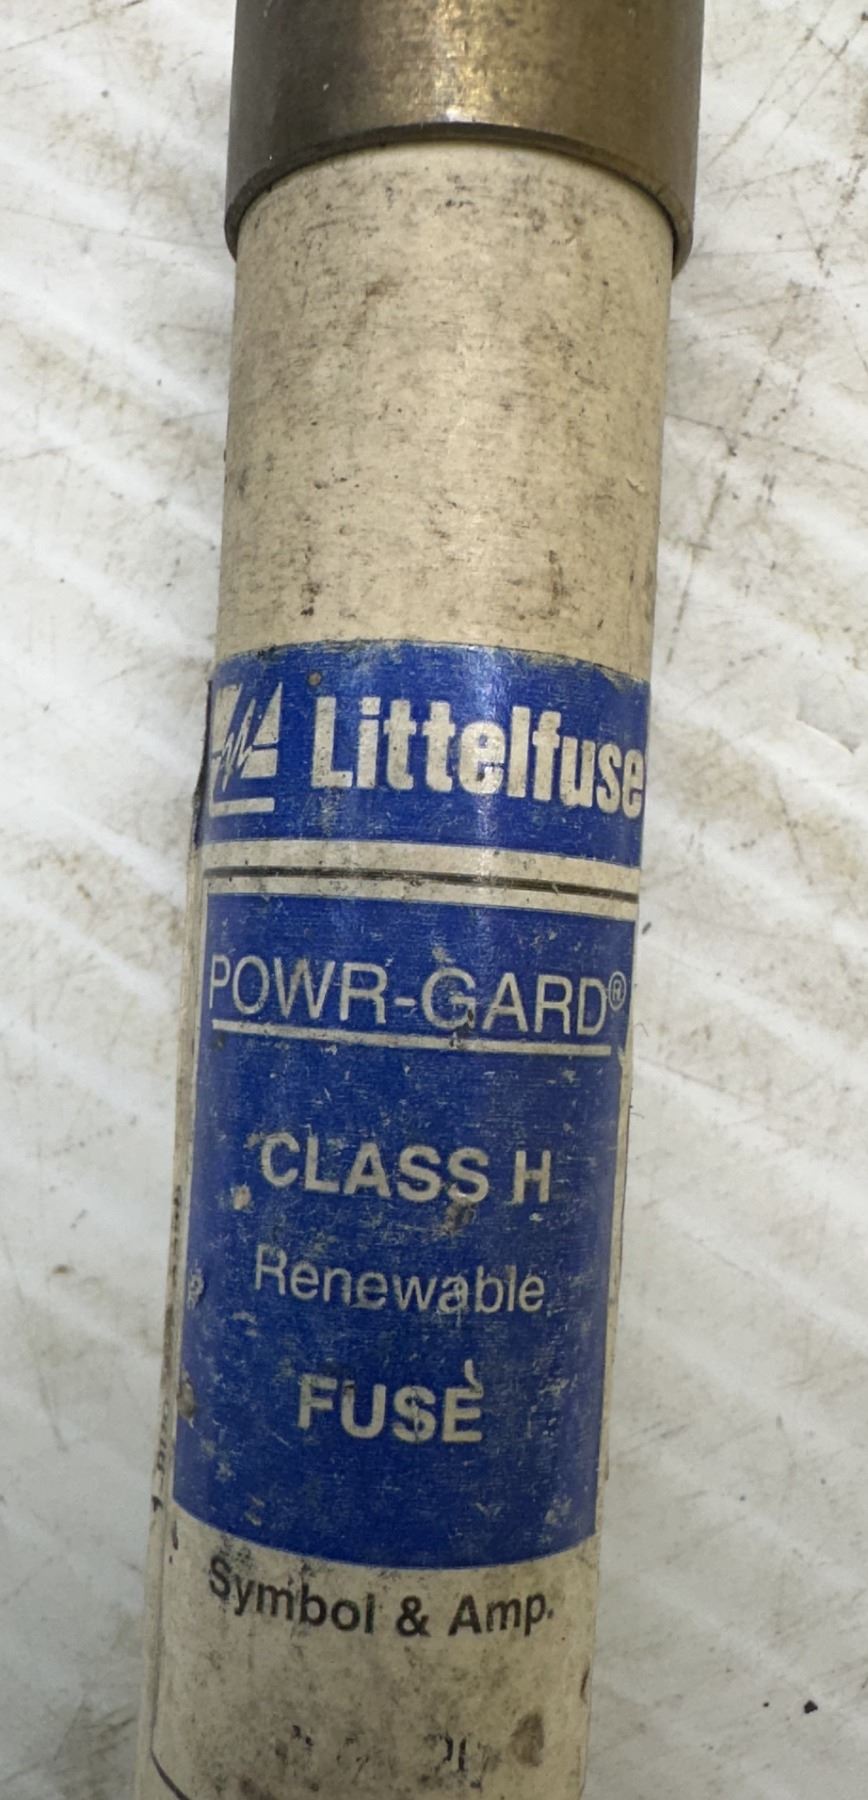 Littelfuse
POWR-GARD®
CLASS H
Renewable
FUSE
Symbol & Amp.